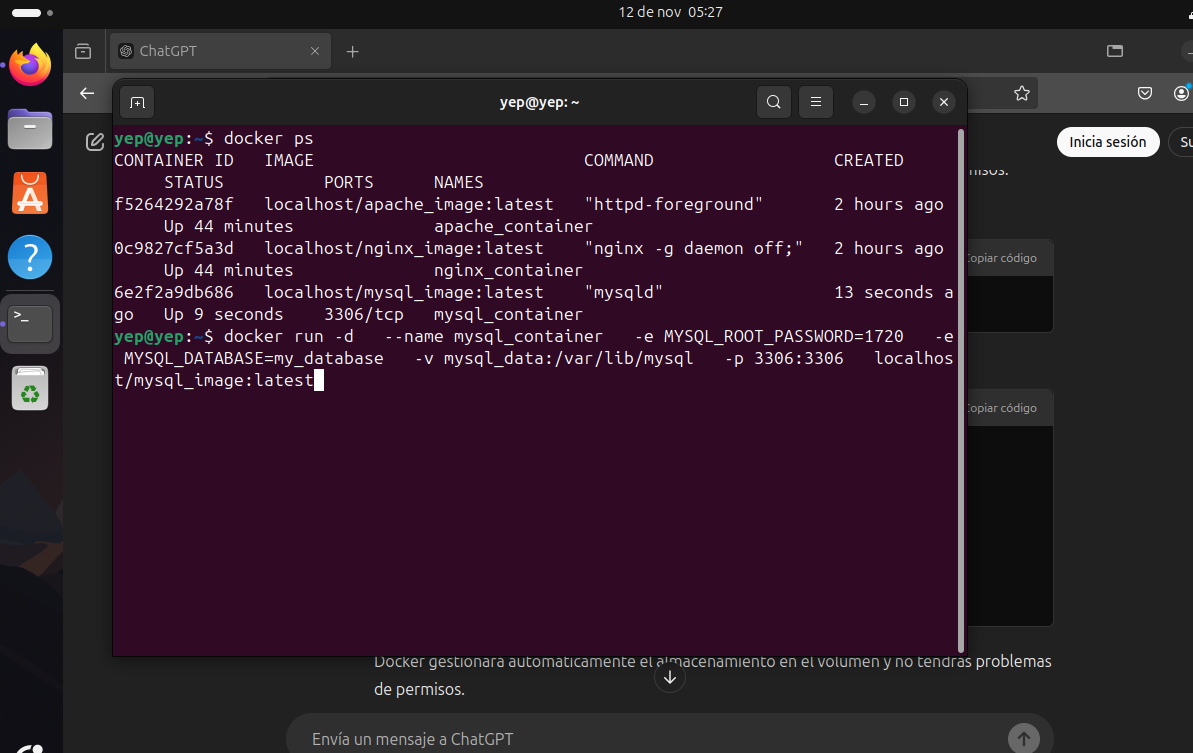 12 de nov 05:27
ChatGPT
yep@yep: ~
Inicia sesión
yep@yep:~$ docker ps
CONTAINER ID IMAGE COMMAND CREATED
STATUS PORTS NAMES
f5264292a78f localhost/apache_image:latest "httpd-foreground" 2 hours ago
Up 44 minutes apache_container
0c9827cf5a3d localhost/nginx_image:latest "nginx -g daemon off;" 2 hours ago
Up 44 minutes nginx_container
6e2f2a9db686 localhost/mysql_image:latest "mysqld" 13 seconds a
go Up 9 seconds 3306/tcp mysql_container
yep@yep:~$ docker run -d --name mysql_container -e MYSQL_ROOT_PASSWORD=1720 -e
MYSQL_DATABASE=my_database -v mysql_data:/var/lib/mysql -p 3306:3306 localhos
t/mysql_image:latest
Copiar código
Copiar código
Docker gestionará automáticamente el almacenamiento en el volumen y no tendrás problemas
de permisos.
Envía un mensaje a ChatGPT